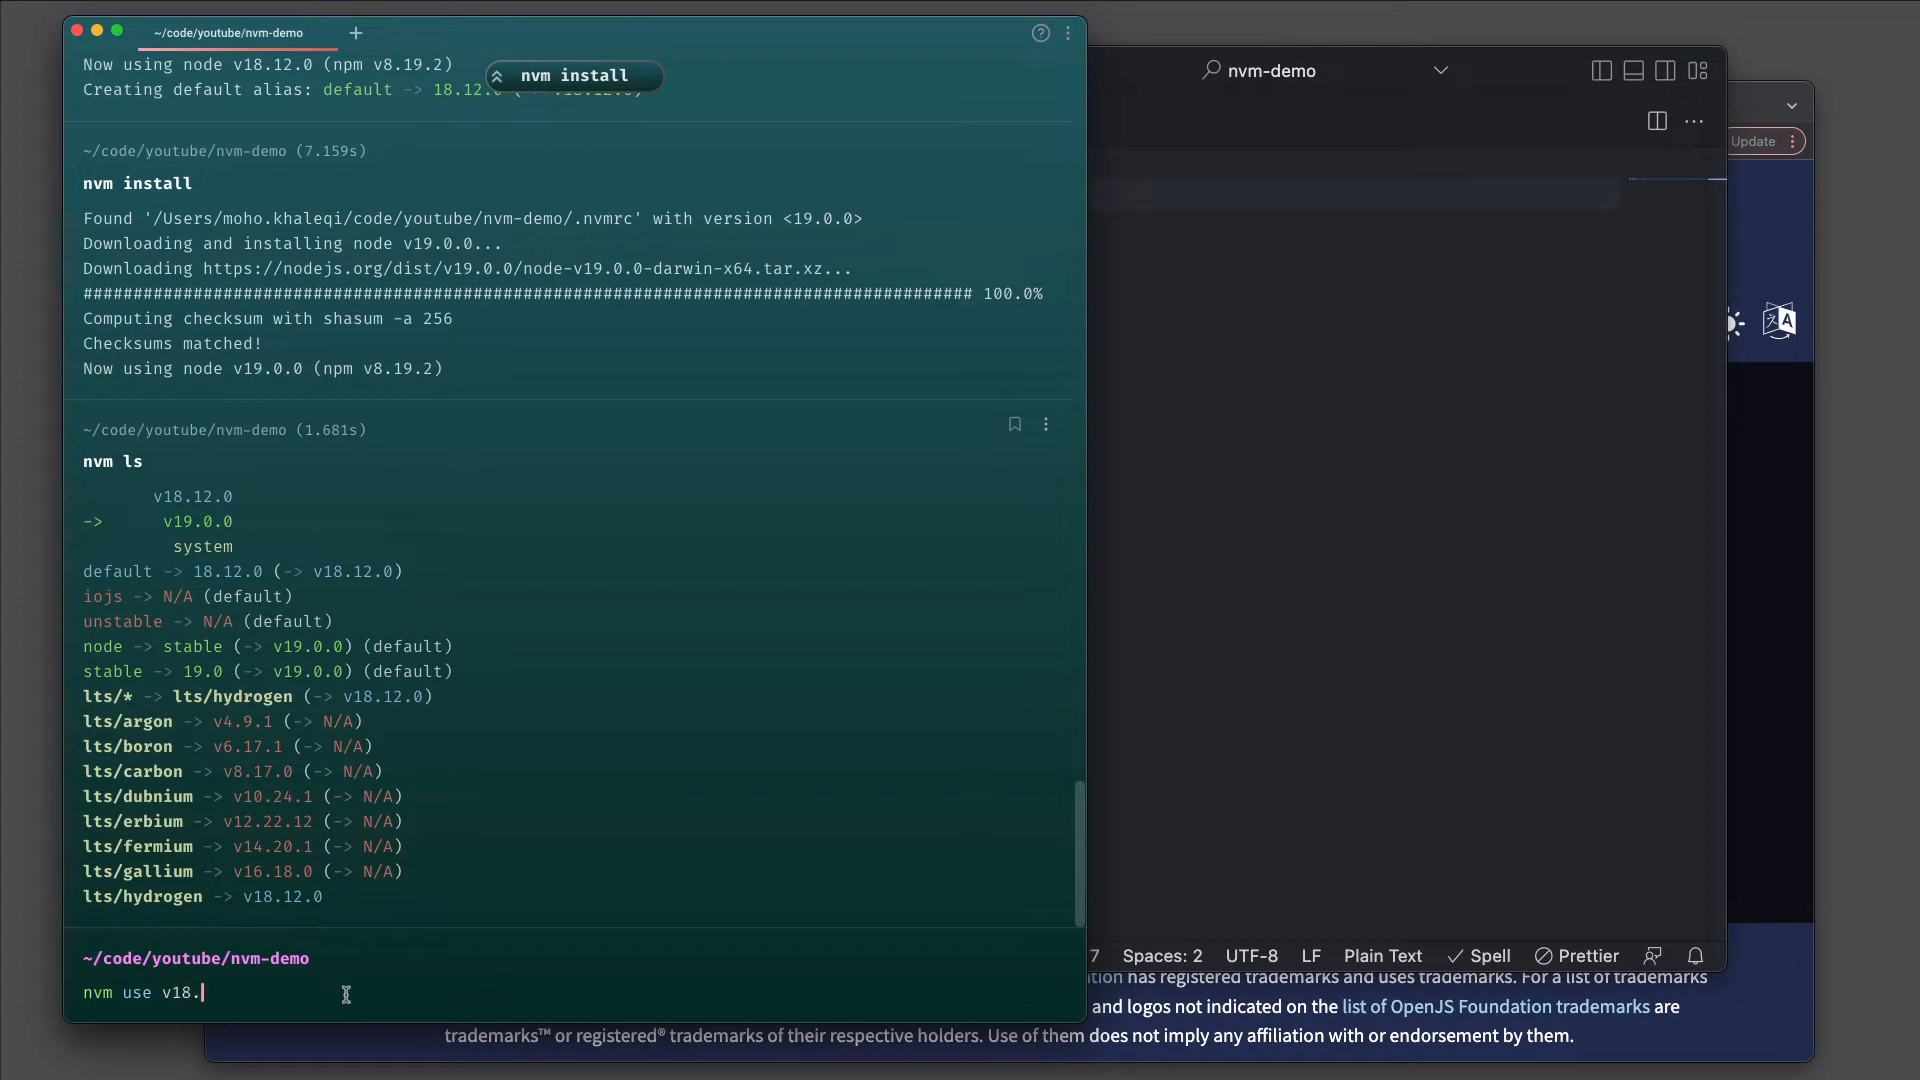 ~/code/youtube/nvm-demo
Now using node v18.12.0 (npm v8.19.2)
nvm install
Creating default alias: default -> 18.12.
~/code/youtube/nvm-demo (7.159s)
nvm install
Found '/Users/moho.khaleqi/code/youtube/nvm-demo/.nvmrc' with version <19.0.0>
Downloading and installing node v19.0.0...
Downloading https://nodejs.org/dist/v19.0.0/node-v19.0.0-darwin-x64.tar.xz...
######################################################################################### 100.0%
Computing checksum with shasum -a 256
Checksums matched!
Now using node v19.0.0 (npm v8.19.2)
~/code/youtube/nvm-demo (1.681s)
nvm ls
v18.12.0
-> v19.0.0
system
default -> 18.12.0 (-> v18.12.0)
iojs -> N/A (default)
unstable -> N/A (default)
node -> stable (-> v19.0.0) (default)
stable -> 19.0 (-> v19.0.0) (default)
lts/* -> lts/hydrogen (-> v18.12.0)
lts/argon -> v4.9.1 (-> N/A)
lts/boron -> v6.17.1 (-> N/A)
lts/carbon -> v8.17.0 (-> N/A)
lts/dubnium -> v10.24.1 (-> N/A)
lts/erbium -> v12.22.12 (-> N/A)
lts/fermium -> v14.20.1 (-> N/A)
lts/gallium -> v16.18.0 (-> N/A)
lts/hydrogen -> v18.12.0
~/code/youtube/nvm-demo
nvm use v18.
nvm-demo
Update
7 Spaces: 2 UTF-8 LF Plain Text Spell Prettier
has registered trademarks and uses trademarks. For a list of trademarks
and logos not indicated on the list of OpenJS Foundation trademarks are
trademarks™ or registered® trademarks of their respective holders. Use of them does not imply any affiliation with or endorsement by them.